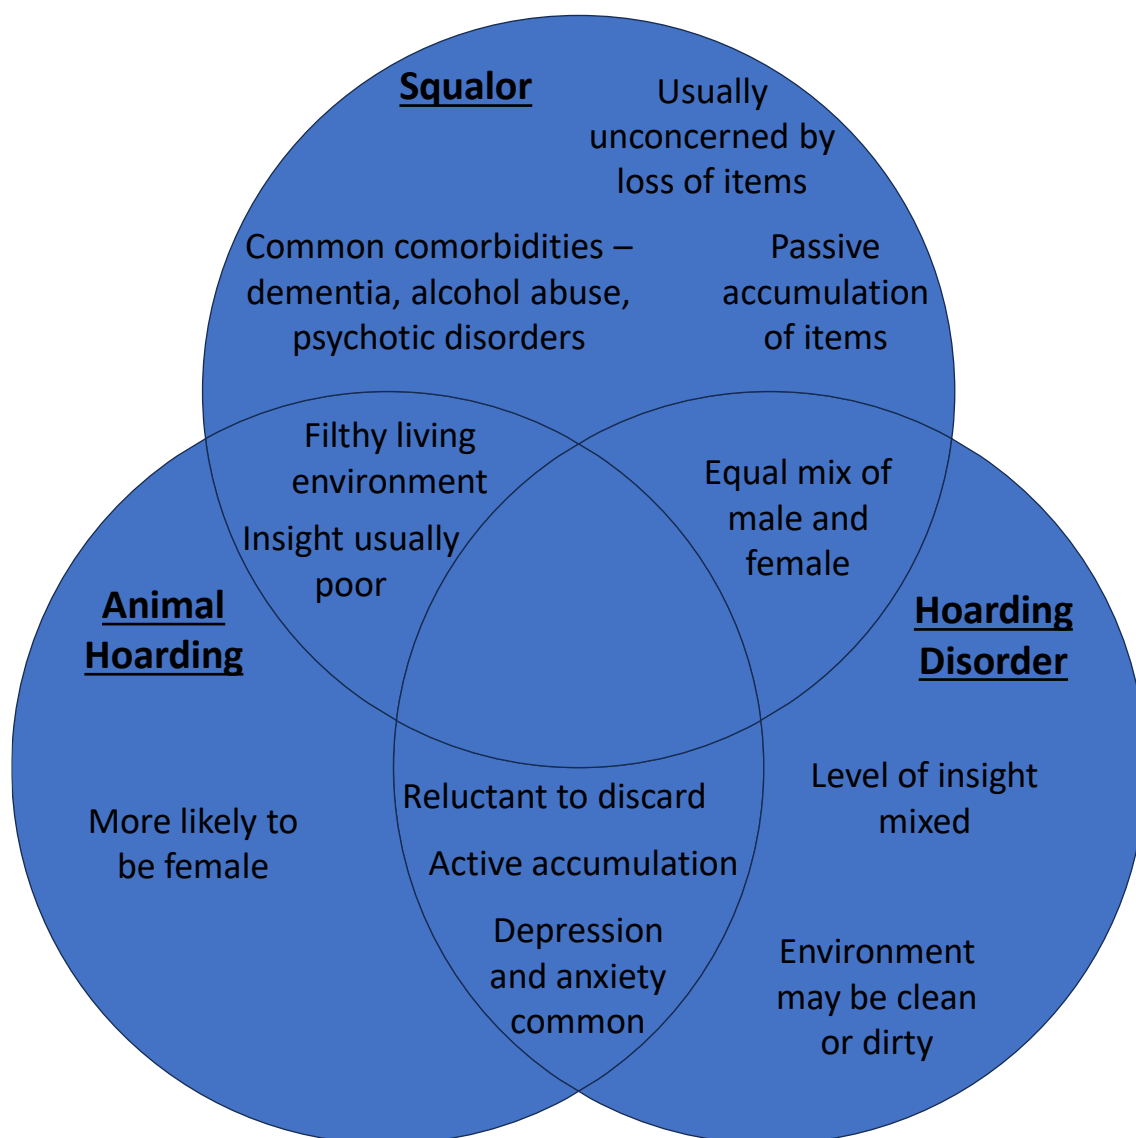 Squalor
Usually
unconcerned by
loss of items
Common comorbidities –
dementia, alcohol abuse,
psychotic disorders
Passive
accumulation
of items
Filthy living
environment
Insight usually
poor
Equal mix of
male and
female
Animal
Hoarding
Hoarding
Disorder
More likely to
be female
Reluctant to discard
Active accumulation
Depression
and anxiety
common
Level of insight
mixed
Environment
may be clean
or dirty